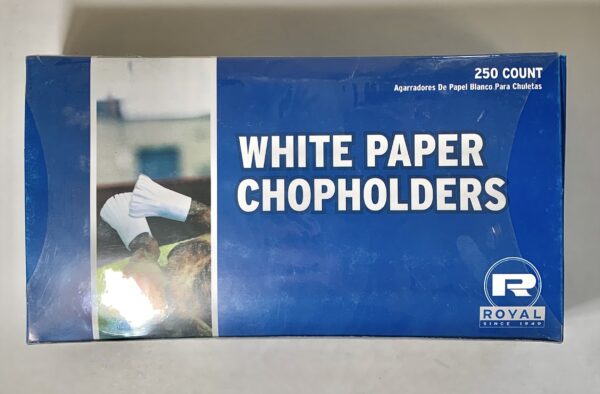 250 COUNT
Agarradores De Papel Blanco Para Chuletas
WHITE PAPER
CHOPHOLDERS
R
ROYAL
SINCE 1949